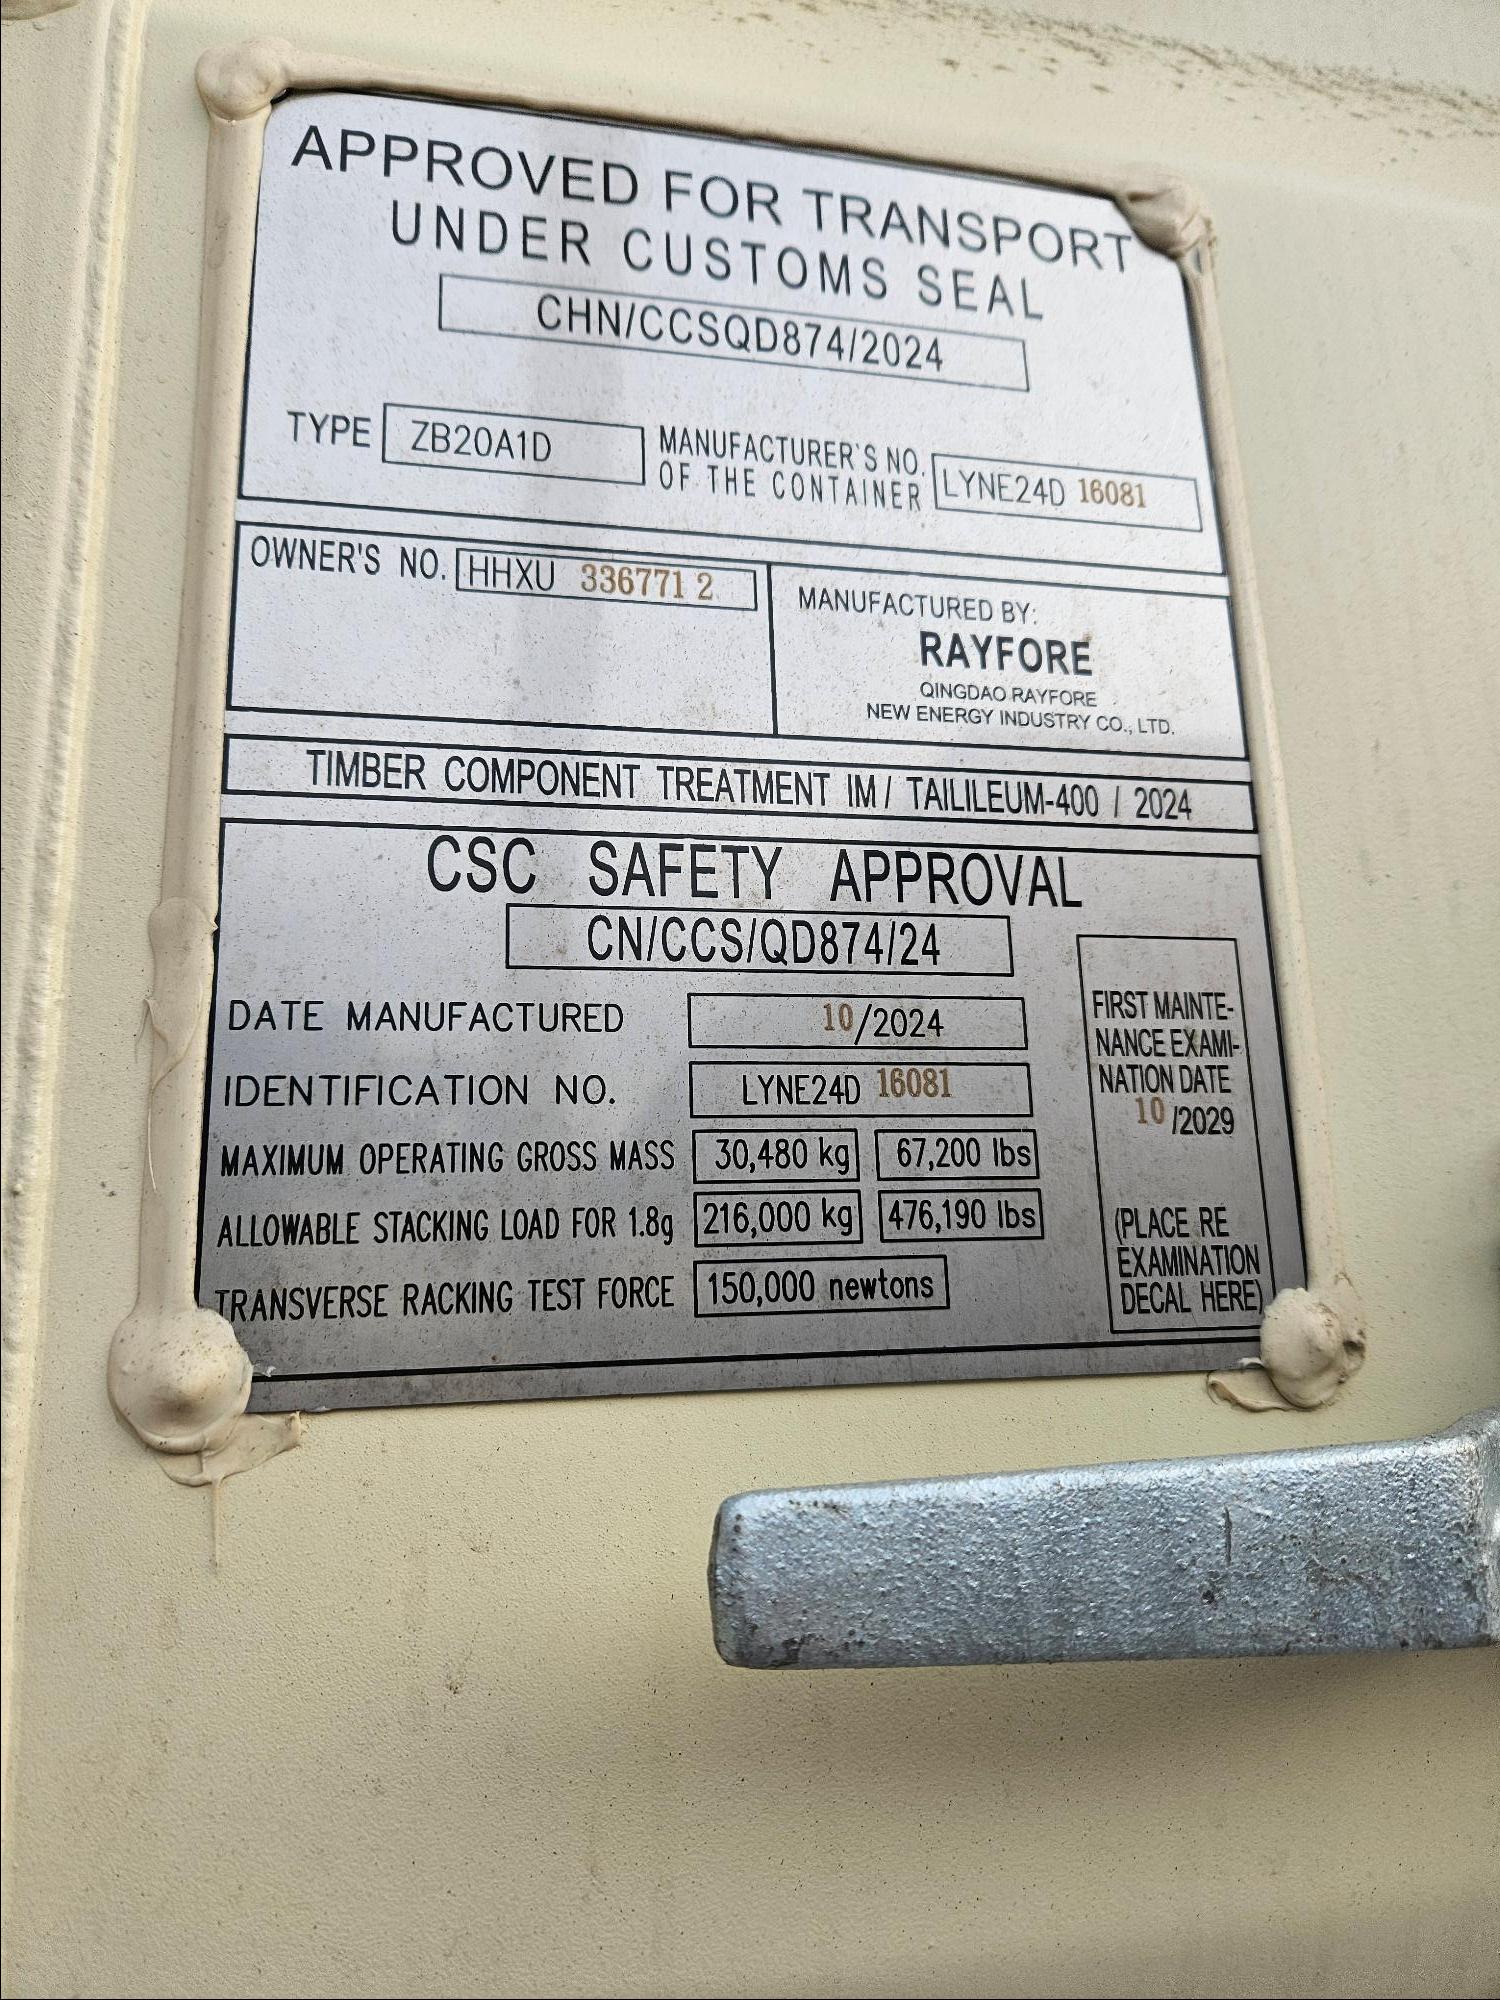 APPROVED FOR TRANSPORT
UNDER CUSTOMS SEAL
CHN/CCSQD874/2024
TYPE ZB20A1D MANUFACTURER'S NO. OF THE CONTAINER LYNE24D 16081
OWNER'S NO. HHXU 336771 2
MANUFACTURED BY:
RAYFORE
QINGDAO RAYFORE
NEW ENERGY INDUSTRY CO., LTD.
TIMBER COMPONENT TREATMENT IM / TAILILEUM-400 / 2024
CSC SAFETY APPROVAL
CN/CCS/QD874/24
DATE MANUFACTURED 10/2024
IDENTIFICATION NO. LYNE24D 16081
MAXIMUM OPERATING GROSS MASS 30,480 kg 67,200 lbs
ALLOWABLE STACKING LOAD FOR 1.8g 216,000 kg 476,190 lbs
TRANSVERSE RACKING TEST FORCE 150,000 newtons
FIRST MAINTE-
NANCE EXAMI-
NATION DATE
10 /2029
(PLACE RE
EXAMINATION
DECAL HERE)